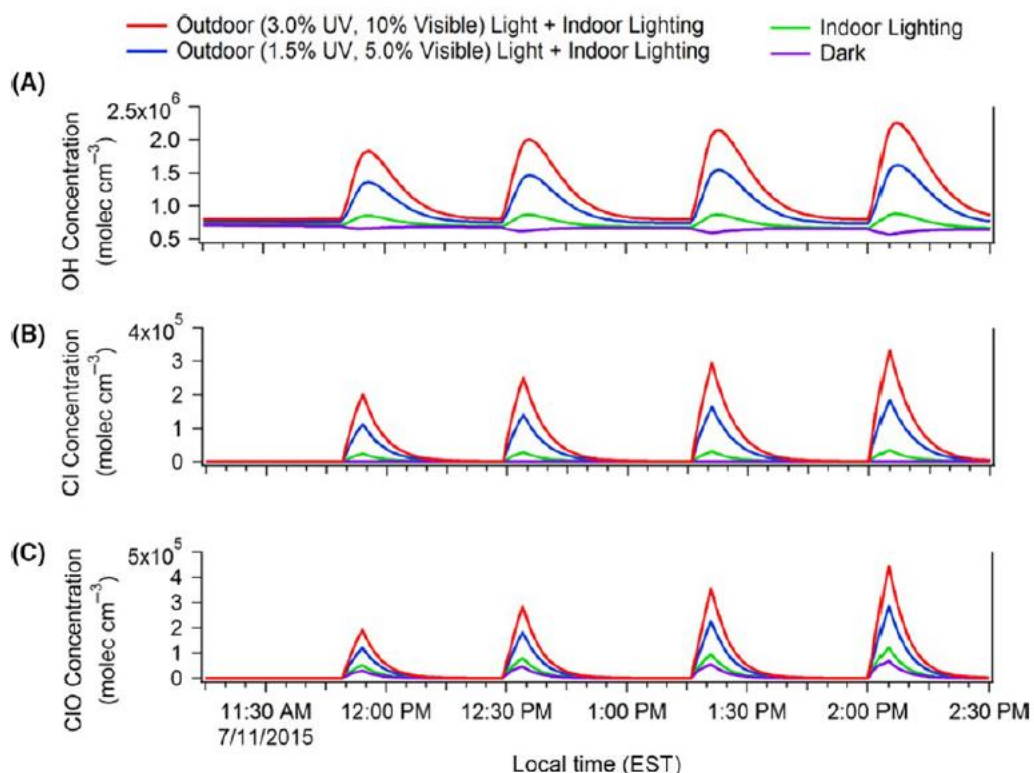 Outdoor (3.0% UV, 10% Visible) Light + Indoor Lighting
Indoor Lighting
Outdoor (1.5% UV, 5.0% Visible) Light + Indoor Lighting
Dark
(A)
OH Concentration
(molec cm⁻³)
2.5x10⁶
2.0
1.5
1.0
0.5
(B)
Cl Concentration
(molec cm⁻³)
4x10⁵
3
2
1
0
(C)
ClO Concentration
(molec cm⁻³)
5x10⁵
4
3
2
1
0
11:30 AM 12:00 PM 12:30 PM 1:00 PM 1:30 PM 2:00 PM 2:30 PM
7/11/2015
Local time (EST)